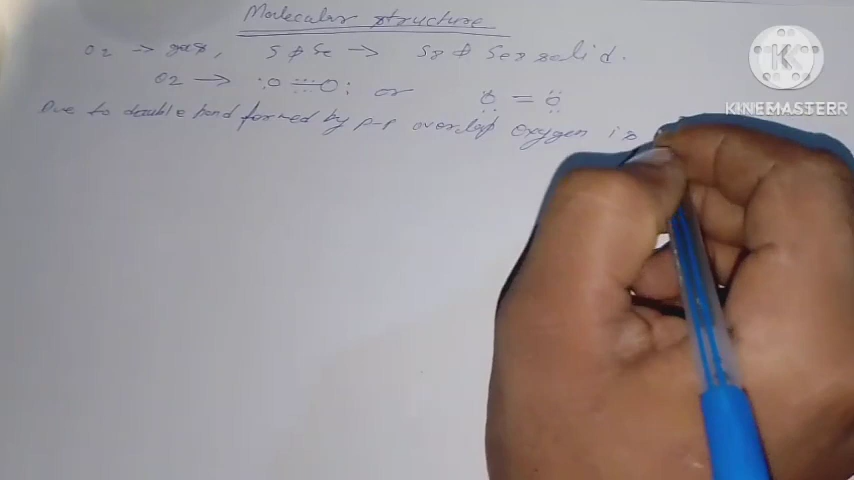 Molecular structure
O2 → gas, S & Se → S8 & Se8 solid.
O2 → :O ═ O: or Ö = Ö
Due to double bond formed by p-p overlap oxygen is
KINEMASTER